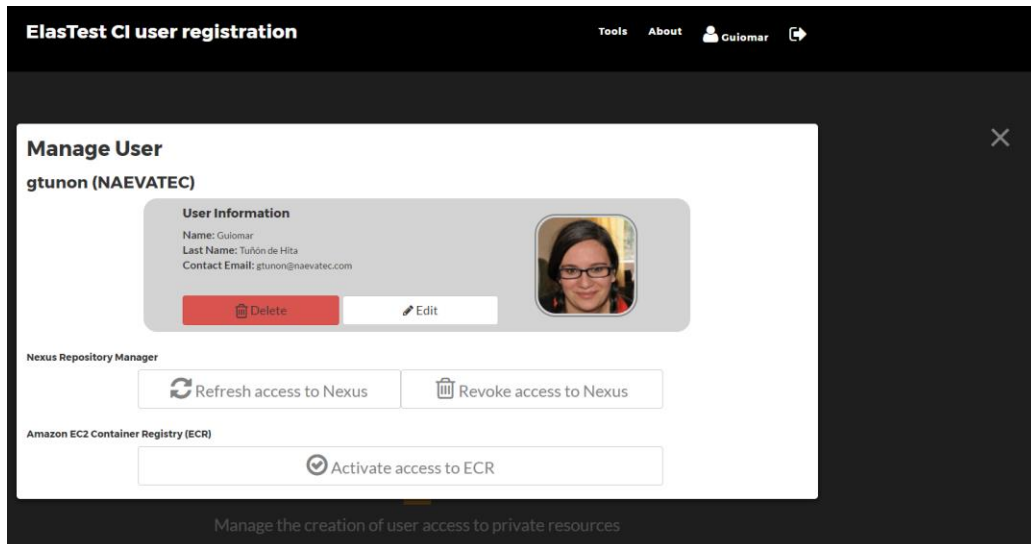 ElasTest CI user registration
Tools About Guiomar
Manage User
gtunon (NAEVATEC)
User Information
Name: Guiomar
Last Name: Tuñón de Hita
Contact Email: gtunon@naevatec.com
Delete Edit
Nexus Repository Manager
Refresh access to Nexus Revoke access to Nexus
Amazon EC2 Container Registry (ECR)
Activate access to ECR
Manage the creation of user access to private resources